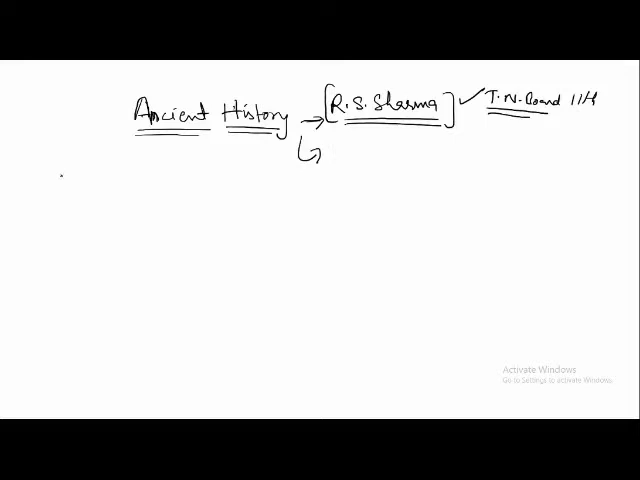 Ancient History → [R.S. Sharma] ✓ T.N. Board 11th
Activate Windows
Go to Settings to activate Windows.